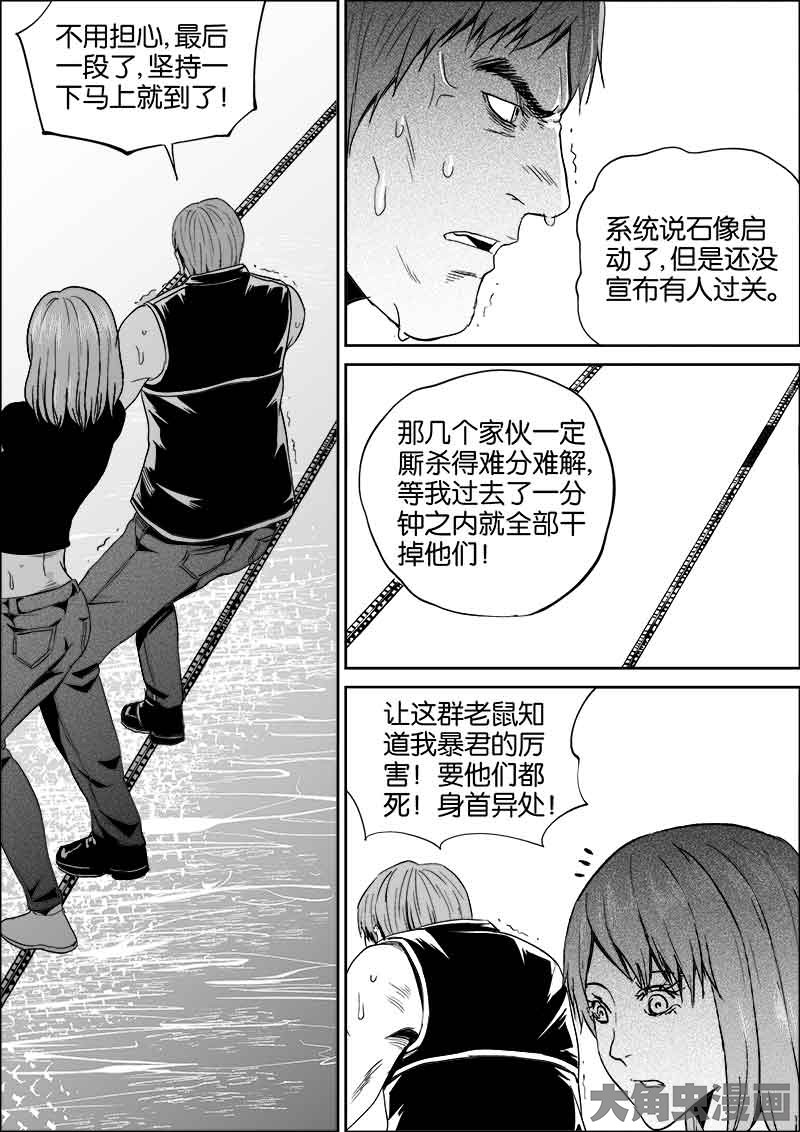 不用担心,最后
一段了,坚持一
下马上就到了!
系统说石像启
动了,但是还没
宣布有人过关。
那几个家伙一定
厮杀得难分难解,
等我过去了一分
钟之内就全部干
掉他们!
让这群老鼠知
道我暴君的厉
害!要他们都
死!身首异处!
大角虫漫画